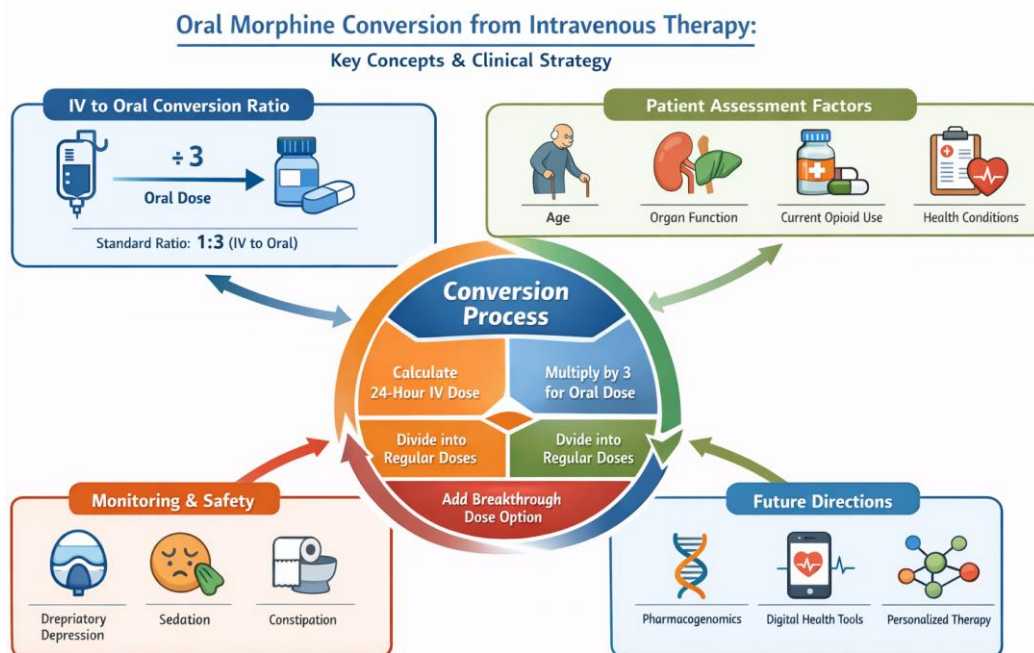 Oral Morphine Conversion from Intravenous Therapy:
Key Concepts & Clinical Strategy
IV to Oral Conversion Ratio
÷ 3
Oral Dose
Standard Ratio: 1:3 (IV to Oral)
Patient Assessment Factors
Age
Organ Function
Current Opioid Use
Health Conditions
Conversion
Process
Calculate
24-Hour IV Dose
Multiply by 3
for Oral Dose
Divide into
Regular Doses
Dvide into
Regular Doses
Add Breakthrough
Dose Option
Monitoring & Safety
Drepriatory
Depression
Sedation
Constipation
Future Directions
Pharmacogenomics
Digital Health Tools
Personalized Therapy